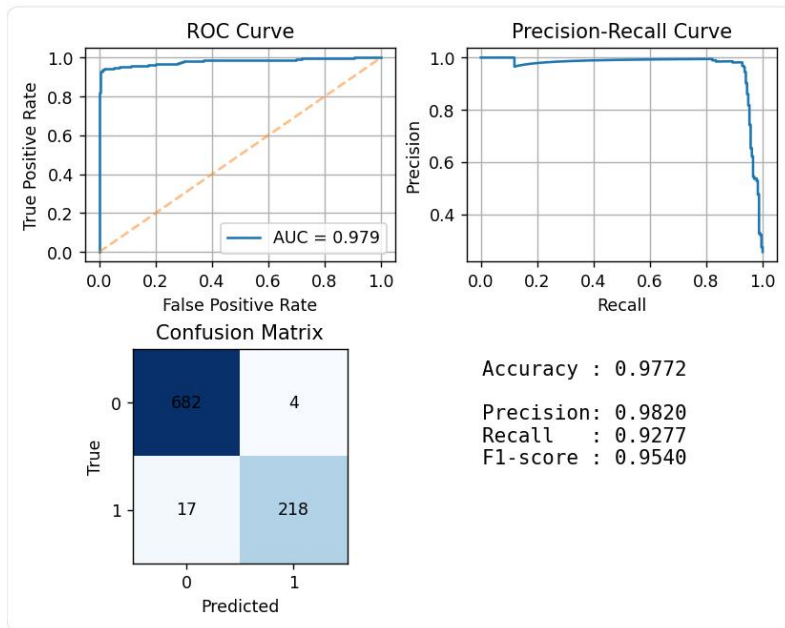 ROC Curve
1.0
0.8
0.6
0.4
0.2
0.0
True Positive Rate
AUC = 0.979
0.0 0.2 0.4 0.6 0.8 1.0
False Positive Rate
Precision-Recall Curve
1.0
0.8
0.6
0.4
Precision
0.0 0.2 0.4 0.6 0.8 1.0
Recall
Confusion Matrix
0
1
True
682 4
17 218
0 1
Predicted
Accuracy : 0.9772
Precision: 0.9820
Recall : 0.9277
F1-score : 0.9540